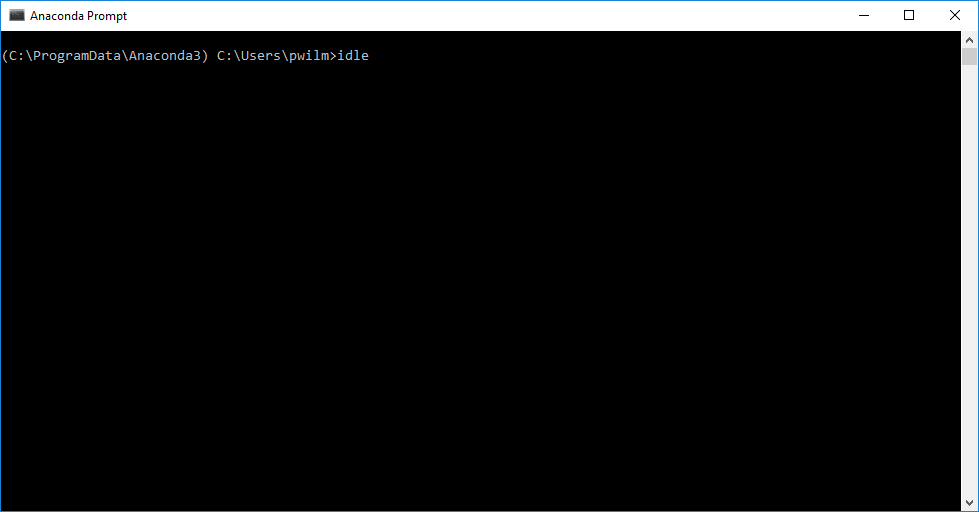 Anaconda Prompt
(C:\ProgramData\Anaconda3) C:\Users\pwilm>idle